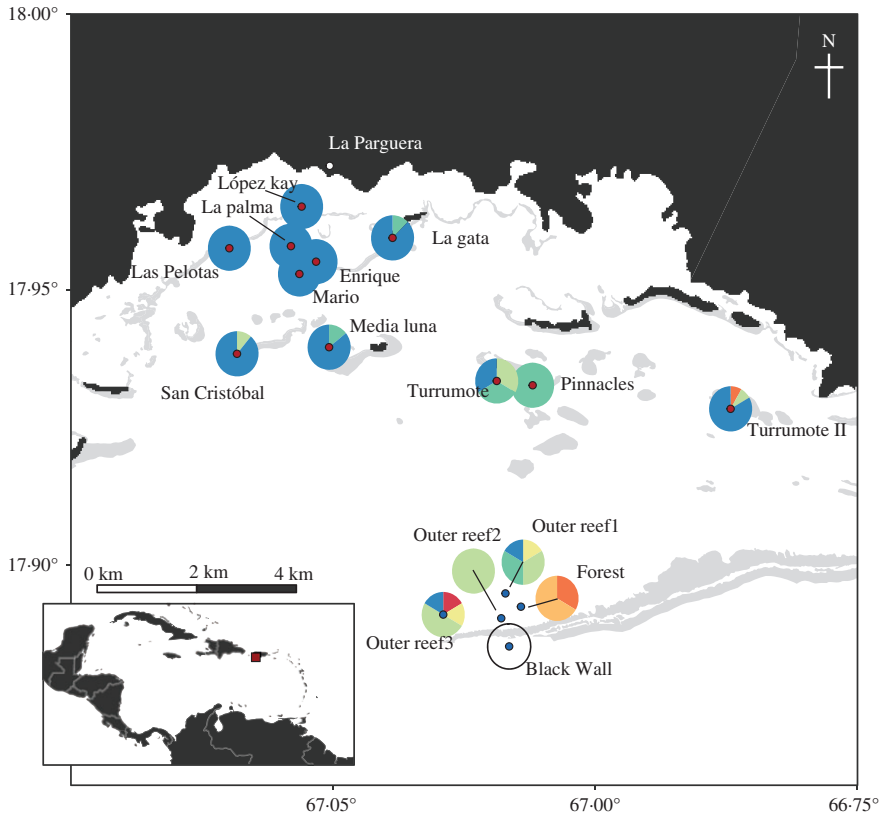 18·00°
N
La Parguera
López kay
La palma
La gata
Las Pelotas
Enrique
Mario
17·95°
Media luna
San Cristóbal
Turrumote
Pinnacles
Turrumote II
Outer reef2
Outer reef1
17·90°
Forest
0 km 2 km 4 km
Outer reef3
Black Wall
67·05° 67·00° 66·75°